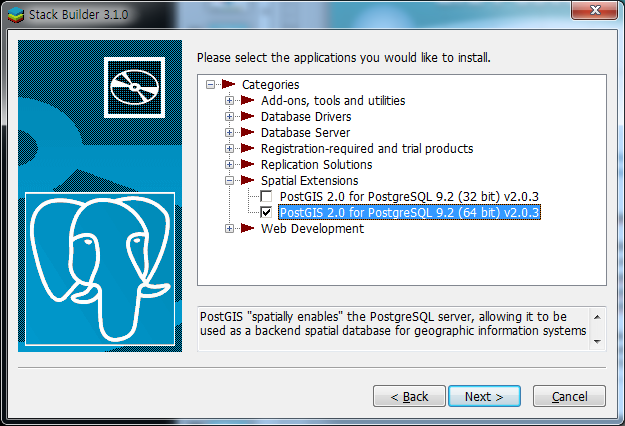 Stack Builder 3.1.0
Please select the applications you would like to install.
Categories
Add-ons, tools and utilities
Database Drivers
Database Server
Registration-required and trial products
Replication Solutions
Spatial Extensions
PostGIS 2.0 for PostgreSQL 9.2 (32 bit) v2.0.3
PostGIS 2.0 for PostgreSQL 9.2 (64 bit) v2.0.3
Web Development
PostGIS "spatially enables" the PostgreSQL server, allowing it to be
used as a backend spatial database for geographic information systems
< Back Next > Cancel